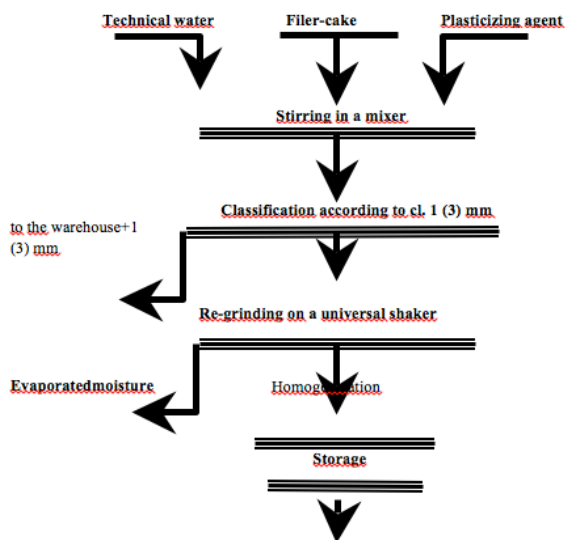 Technical water
Filer-cake
Plasticizing agent
Stirring in a mixer
Classification according to cl. 1 (3) mm
to the warehouse+1
(3) mm
Re-grinding on a universal shaker
Evaporatedmoisture
Storage